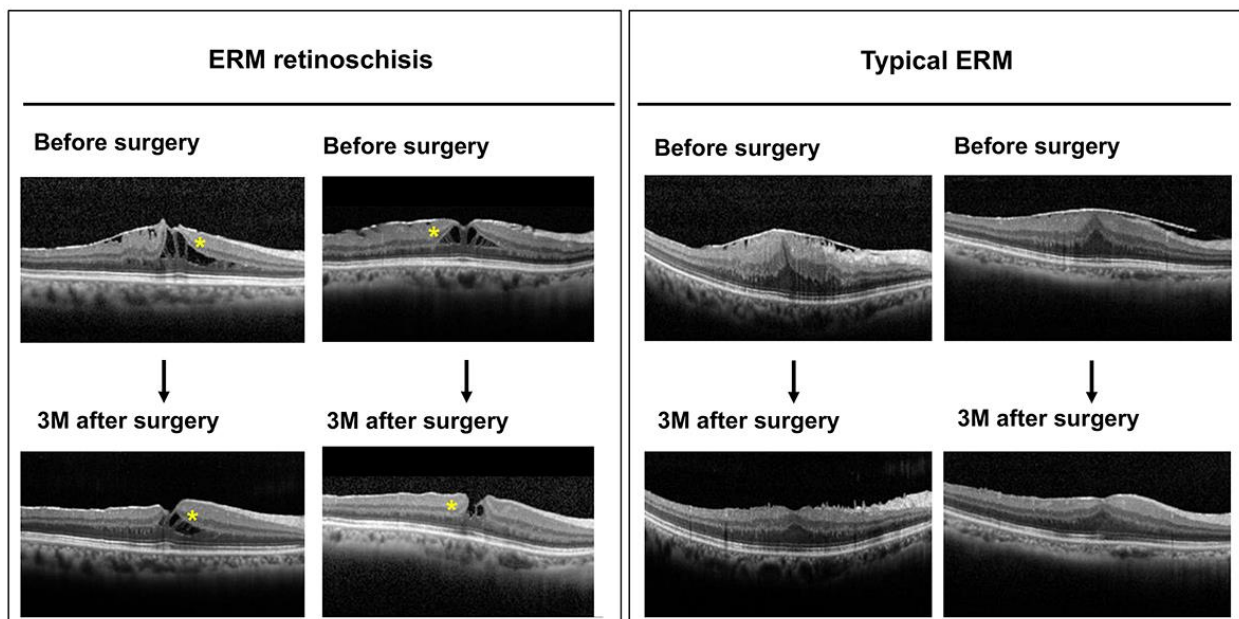 ERM retinoschisis
Before surgery
Before surgery
*
*
3M after surgery
3M after surgery
*
*
Typical ERM
Before surgery
Before surgery
3M after surgery
3M after surgery